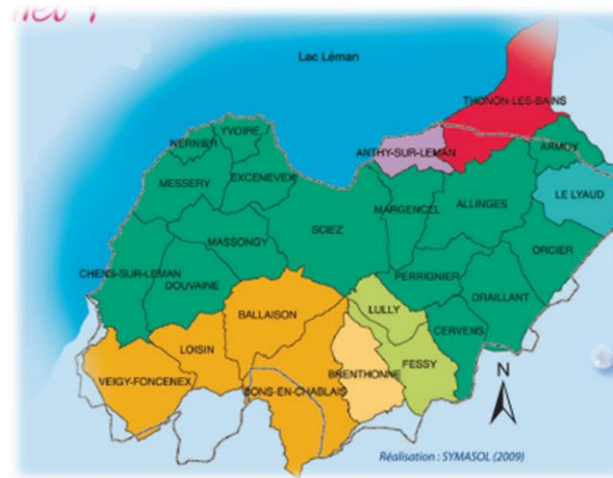 Lac Léman
THONON-LES-BAINS
YVOIRE
NERNIER
ANTHY-SUR-LEMAN
ARMOY
MESSERY
EXCENEVEX
LE LYAUD
MARGENCEL
ALLINGES
MASSONGY
SCIEZ
ORCIER
CHENS-SUR-LEMAN
DOUVAINE
PERRIGNIER
DRAILLANT
BALLAISON
LULLY
CERVENS
LOISIN
FESSY
VEIGY-FONCENEX
BRENTHONNE
BONS-EN-CHABLAIS
N
Réalisation : SYMASOL (2009)